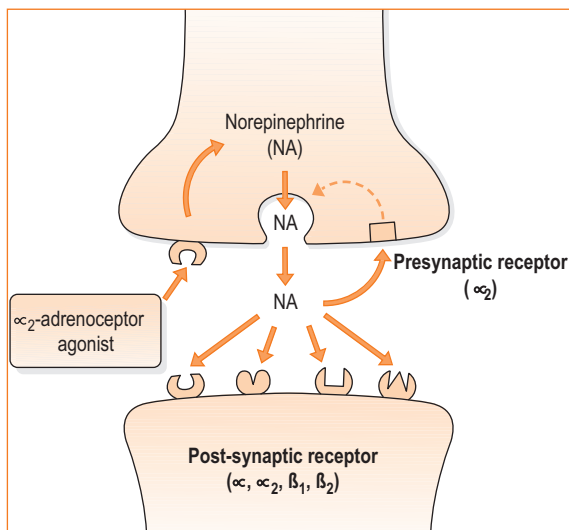 Norepinephrine
(NA)
NA
Presynaptic receptor
(∝₂)
NA
∝₂-adrenoceptor
agonist
Post-synaptic receptor
(∝, ∝₂, ß₁, ß₂)